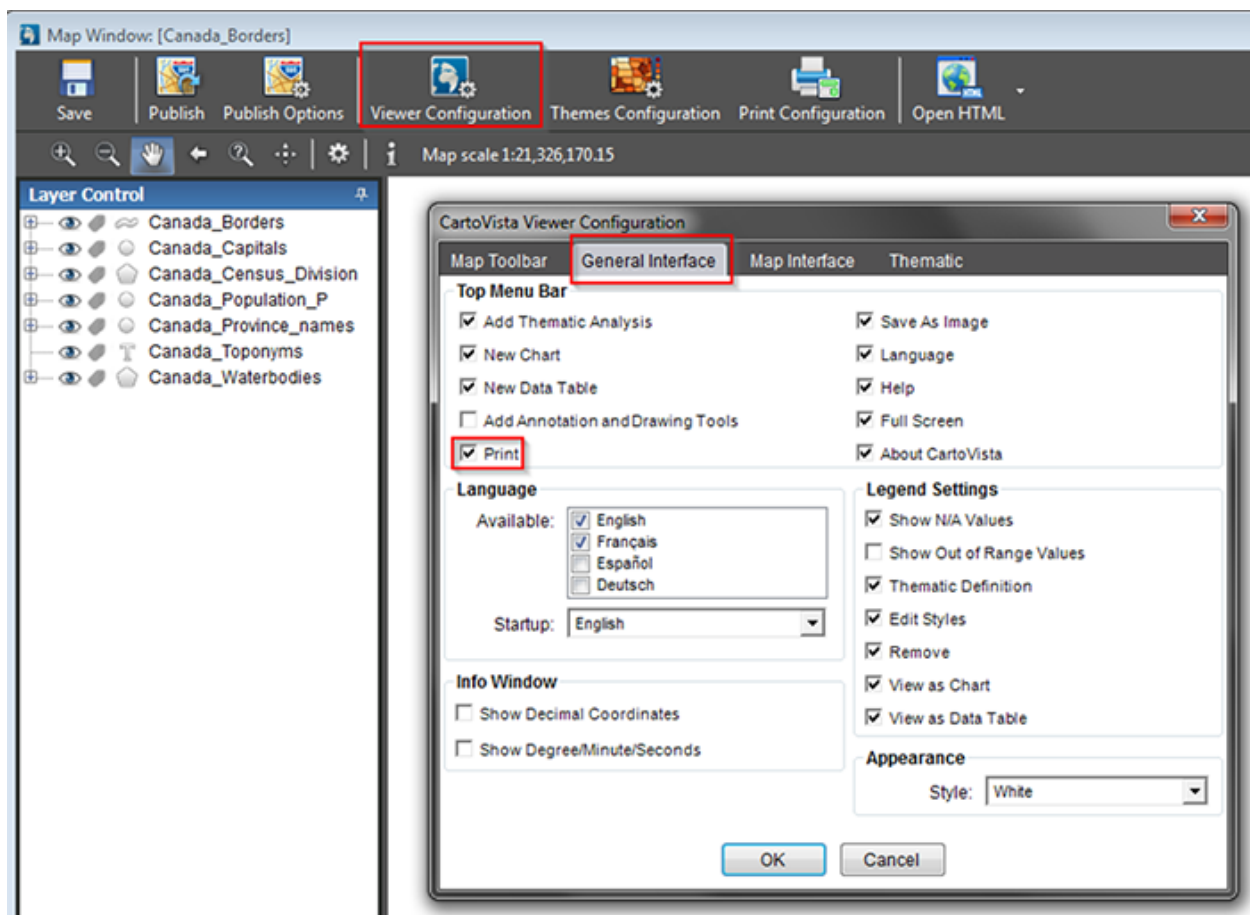 Map Window: [Canada_Borders]
Save Publish Publish Options Viewer Configuration Themes Configuration Print Configuration Open HTML
Map scale 1:21,326,170.15
Layer Control
Canada_Borders
Canada_Capitals
Canada_Census_Division
Canada_Population_P
Canada_Province_names
Canada_Toponyms
Canada_Waterbodies
CartoVista Viewer Configuration
Map Toolbar General Interface Map Interface Thematic
Top Menu Bar
Add Thematic Analysis
New Chart
New Data Table
Add Annotation and Drawing Tools
Print
Save As Image
Language
Help
Full Screen
About CartoVista
Language
Available:
English
Français
Español
Deutsch
Startup: English
Info Window
Show Decimal Coordinates
Show Degree/Minute/Seconds
Legend Settings
Show N/A Values
Show Out of Range Values
Thematic Definition
Edit Styles
Remove
View as Chart
View as Data Table
Appearance
Style: White
OK Cancel